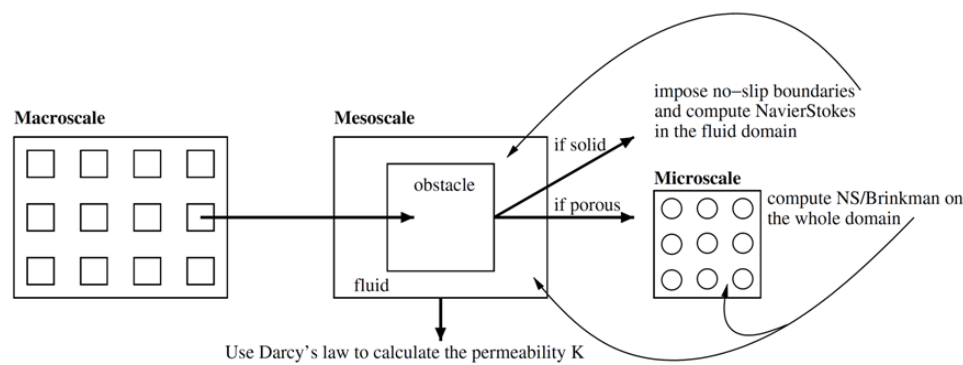 Macroscale
Mesoscale
obstacle
fluid
if solid
if porous
impose no-slip boundaries
and compute NavierStokes
in the fluid domain
Microscale
compute NS/Brinkman on
the whole domain
Use Darcy's law to calculate the permeability K